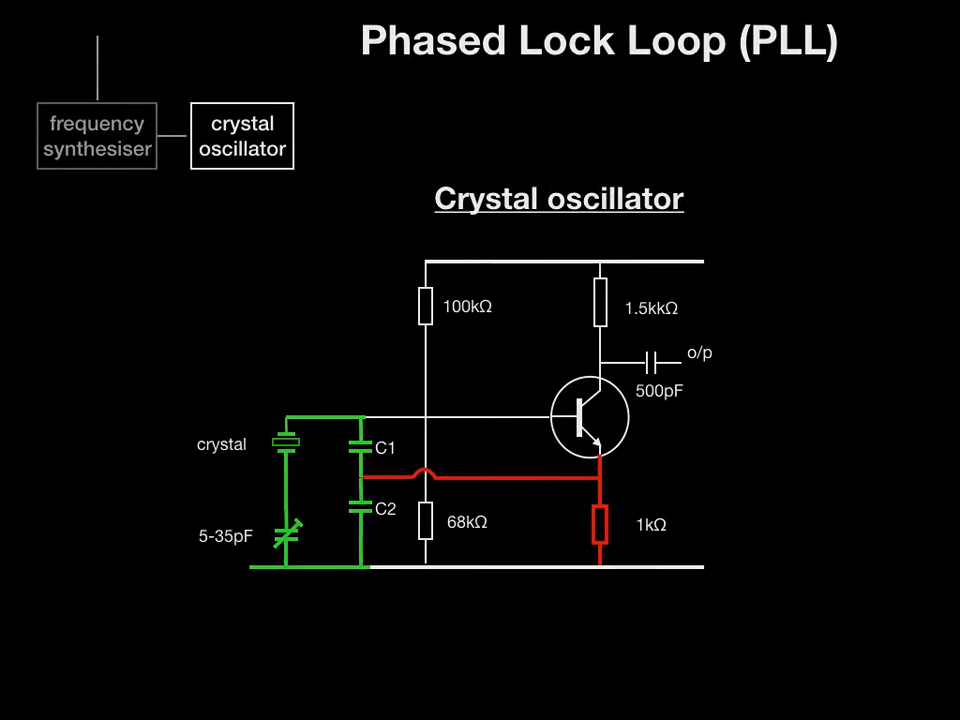 Phased Lock Loop (PLL)
frequency
synthesiser
crystal
oscillator
Crystal oscillator
100kΩ
1.5kkΩ
o/p
500pF
crystal
C1
C2
5-35pF
68kΩ
1kΩ